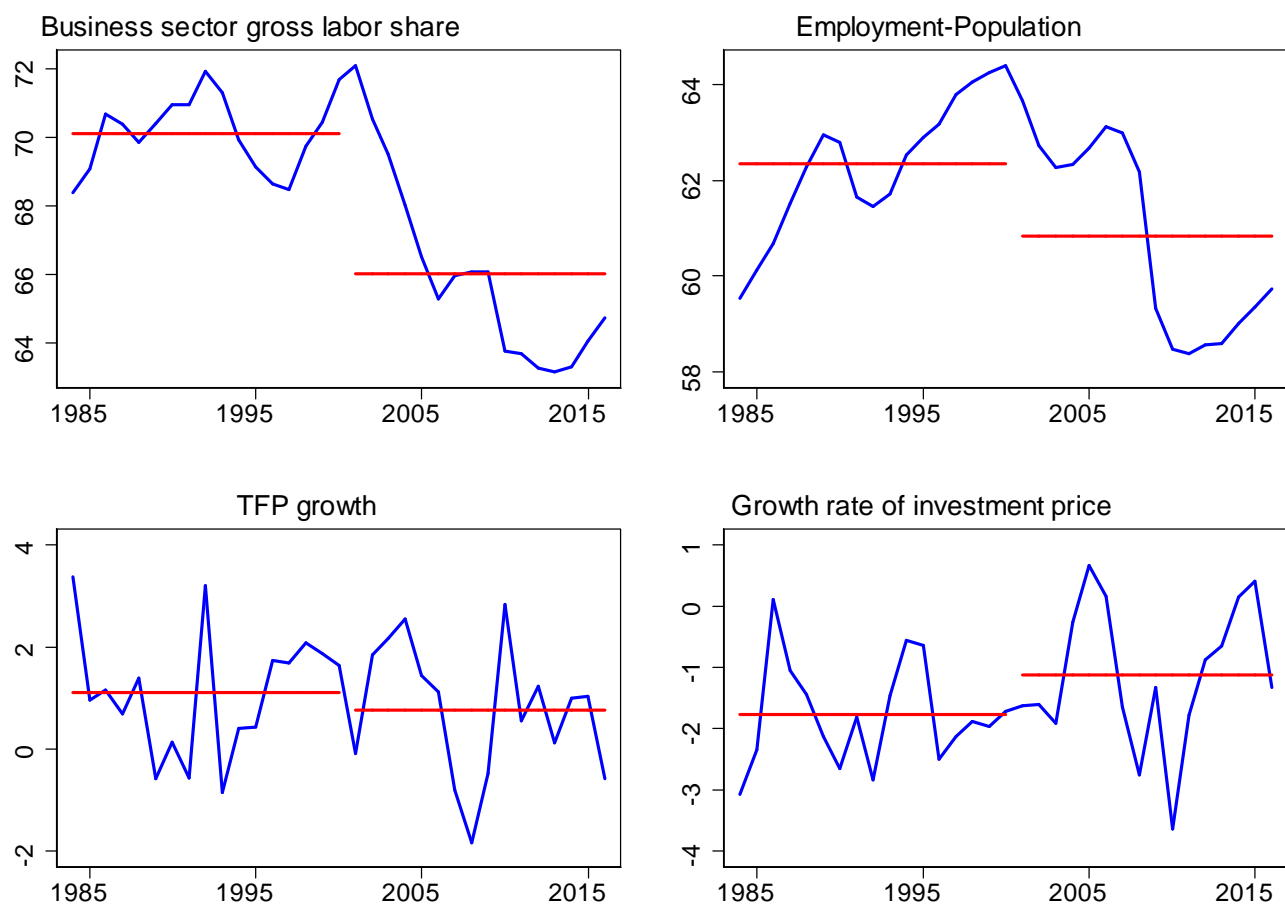 Business sector gross labor share
72
70
68
66
64
1985 1995 2005 2015
Employment-Population
64
62
60
58
1985 1995 2005 2015
TFP growth
4
2
0
-2
1985 1995 2005 2015
Growth rate of investment price
1
0
-1
-2
-3
-4
1985 1995 2005 2015